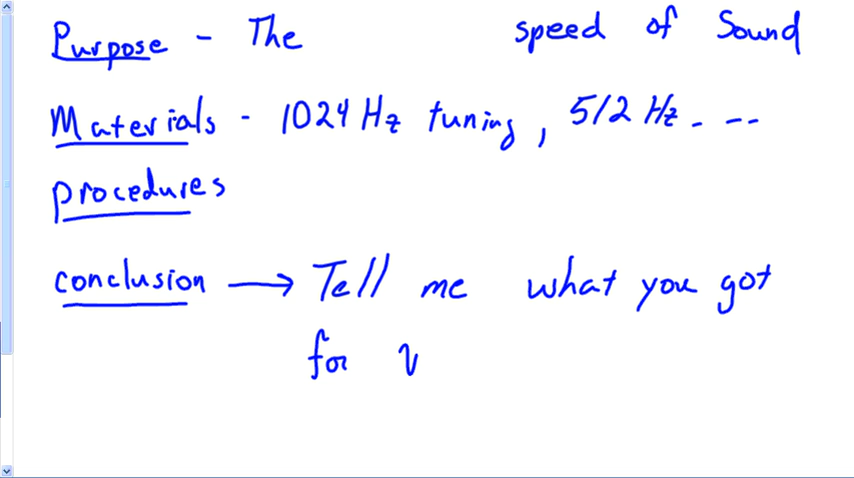 Purpose - The speed of Sound
Materials - 1024 Hz tuning, 512 Hz. - --
procedures
conclusion → Tell me what you got
for v